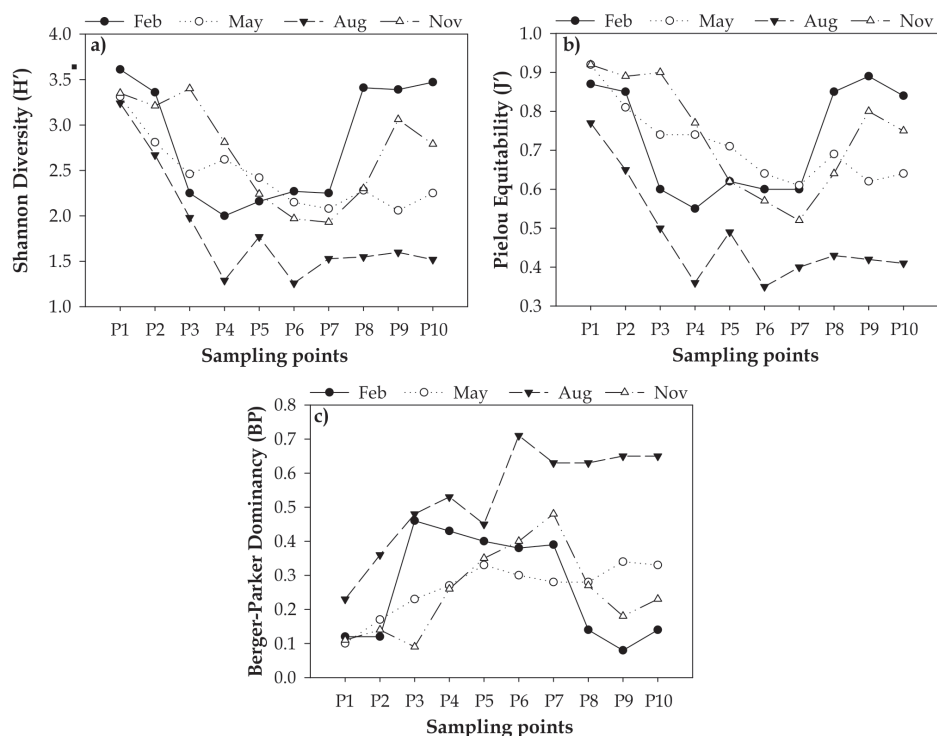 Feb May Aug Nov
a)
4.0
3.5
3.0
2.5
2.0
1.5
1.0
Shannon Diversity (H′)
P1 P2 P3 P4 P5 P6 P7 P8 P9 P10
Sampling points
Feb May Aug Nov
b)
1.0
0.9
0.8
0.7
0.6
0.5
0.4
0.3
Pielou Equitability (J′)
P1 P2 P3 P4 P5 P6 P7 P8 P9 P10
Sampling points
Feb May Aug Nov
c)
0.8
0.7
0.6
0.5
0.4
0.3
0.2
0.1
0.0
Berger-Parker Dominancy (BP)
P1 P2 P3 P4 P5 P6 P7 P8 P9 P10
Sampling points